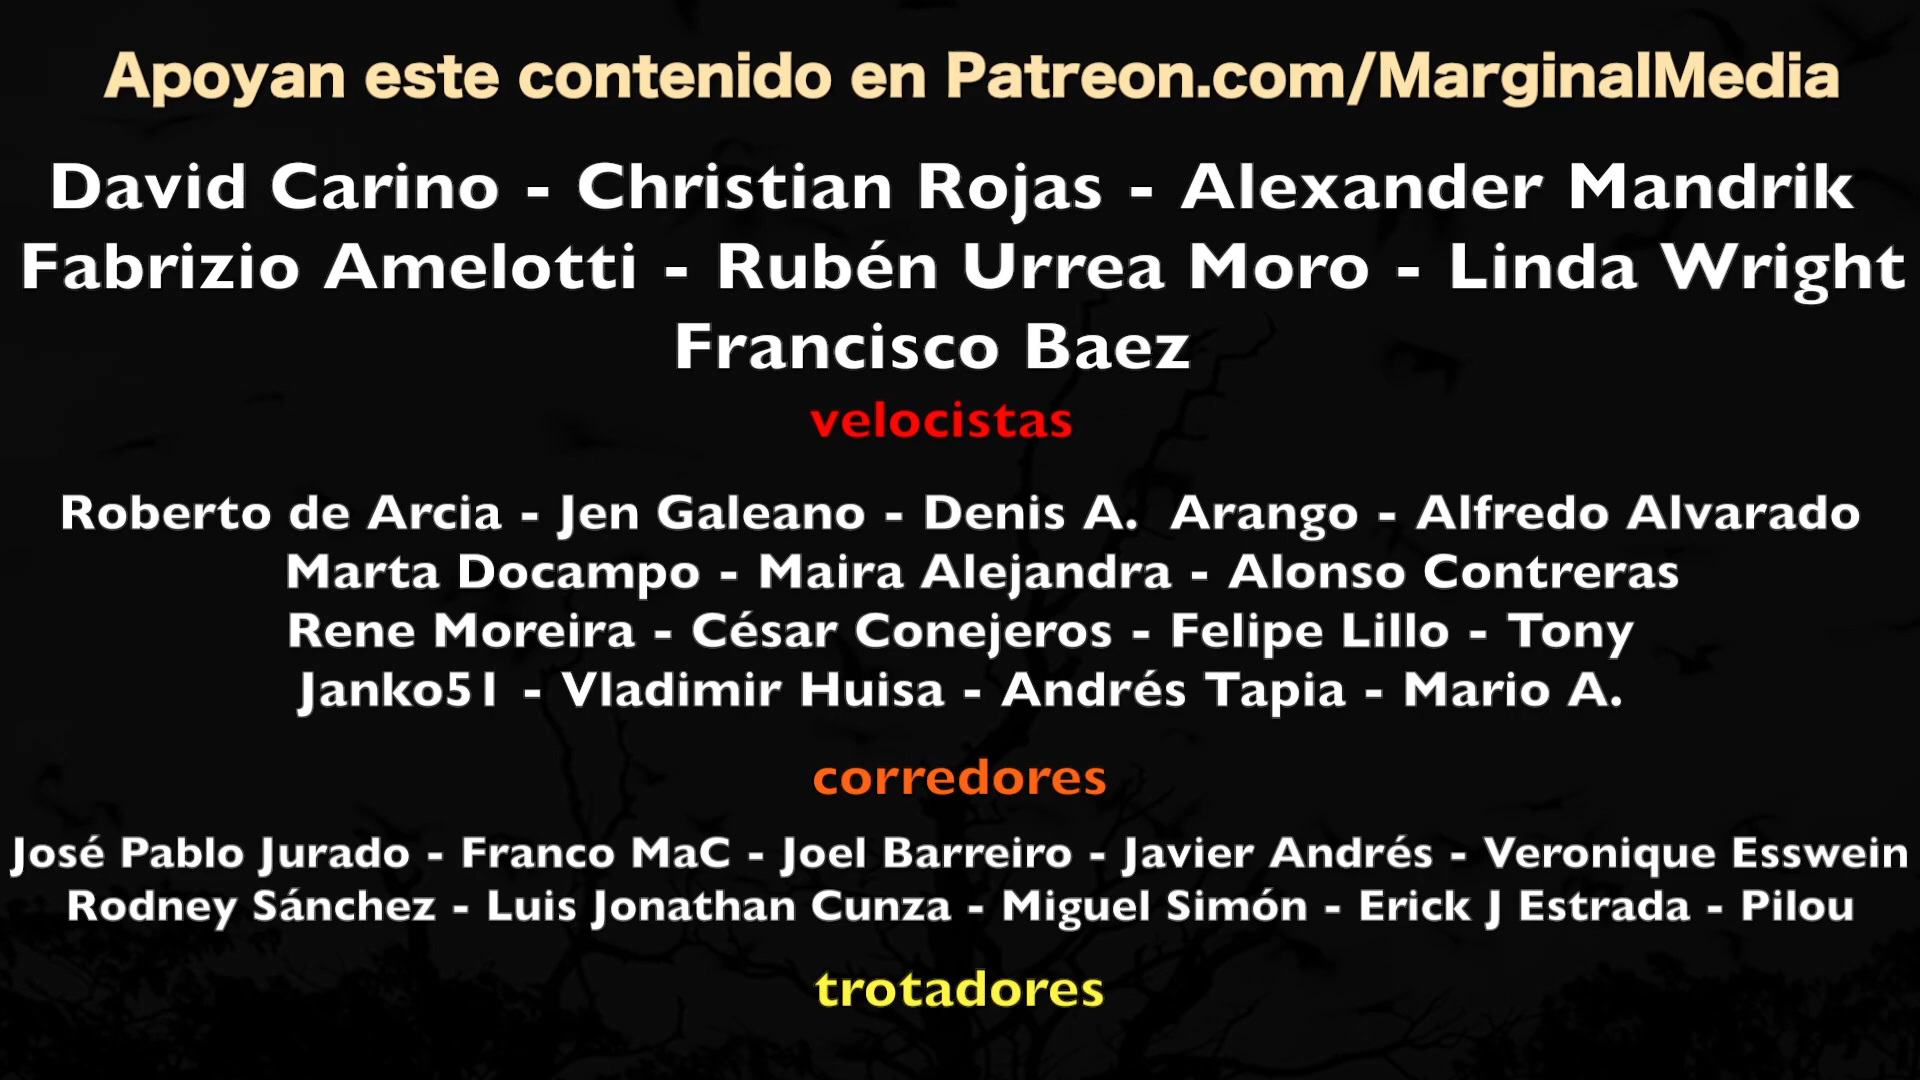 Apoyan este contenido en Patreon.com/MarginalMedia
David Carino - Christian Rojas - Alexander Mandrik
Fabrizio Amelotti - Rubén Urrea Moro - Linda Wright
Francisco Baez
velocistas
Roberto de Arcia - Jen Galeano - Denis A. Arango - Alfredo Alvarado
Marta Docampo - Maira Alejandra - Alonso Contreras
Rene Moreira - César Conejeros - Felipe Lillo - Tony
Janko51 - Vladimir Huisa - Andrés Tapia - Mario A.
corredores
José Pablo Jurado - Franco MaC - Joel Barreiro - Javier Andrés - Veronique Esswein
Rodney Sánchez - Luis Jonathan Cunza - Miguel Simón - Erick J Estrada - Pilou
trotadores